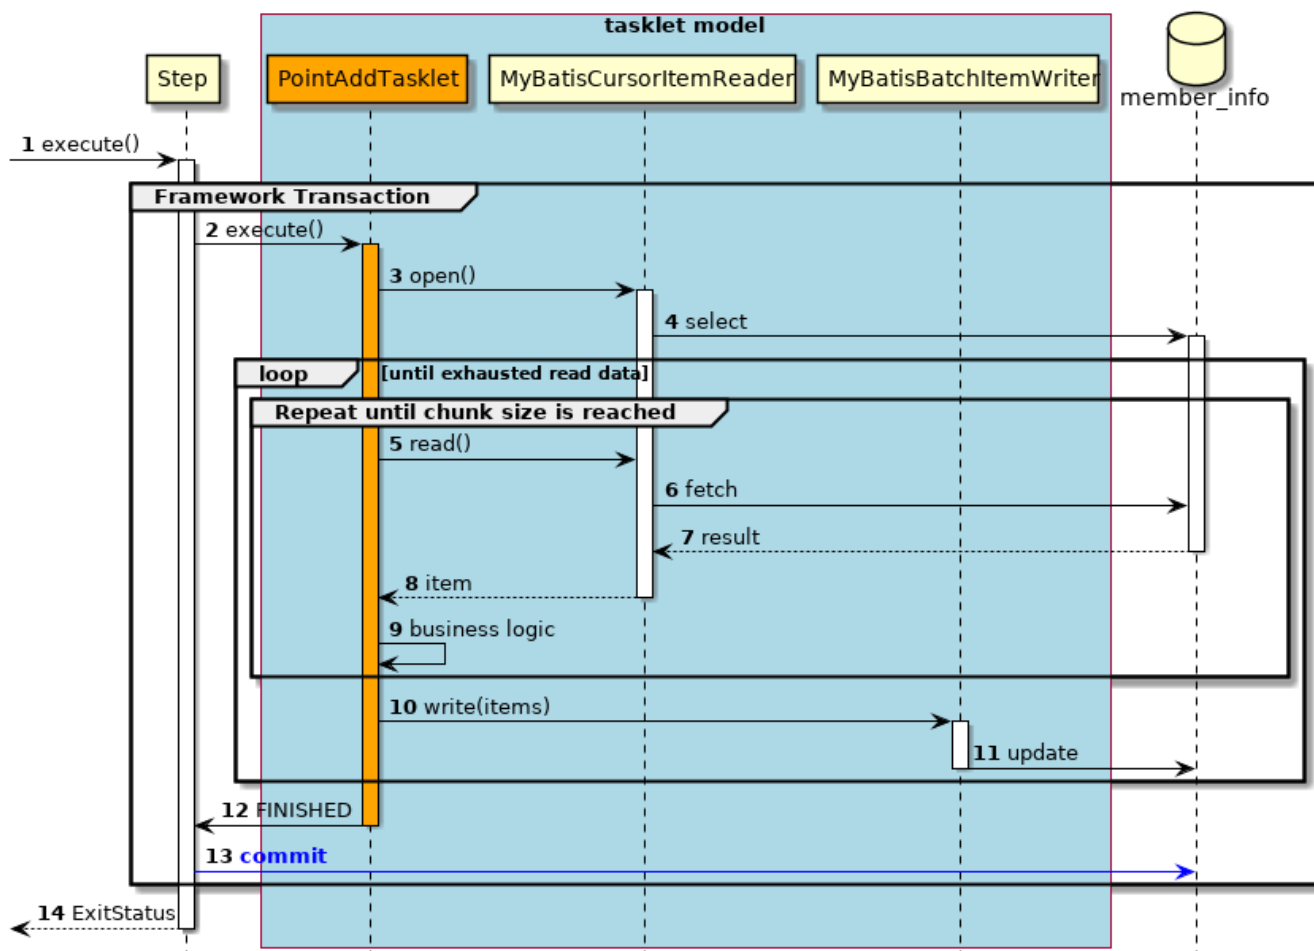 tasklet model
Step
PointAddTasklet
MyBatisCursorItemReader
MyBatisBatchItemWriter
member_info
1 execute()
Framework Transaction
2 execute()
3 open()
4 select
loop
[until exhausted read data]
Repeat until chunk size is reached
5 read()
6 fetch
7 result
8 item
9 business logic
10 write(items)
11 update
12 FINISHED
13 commit
14 ExitStatus